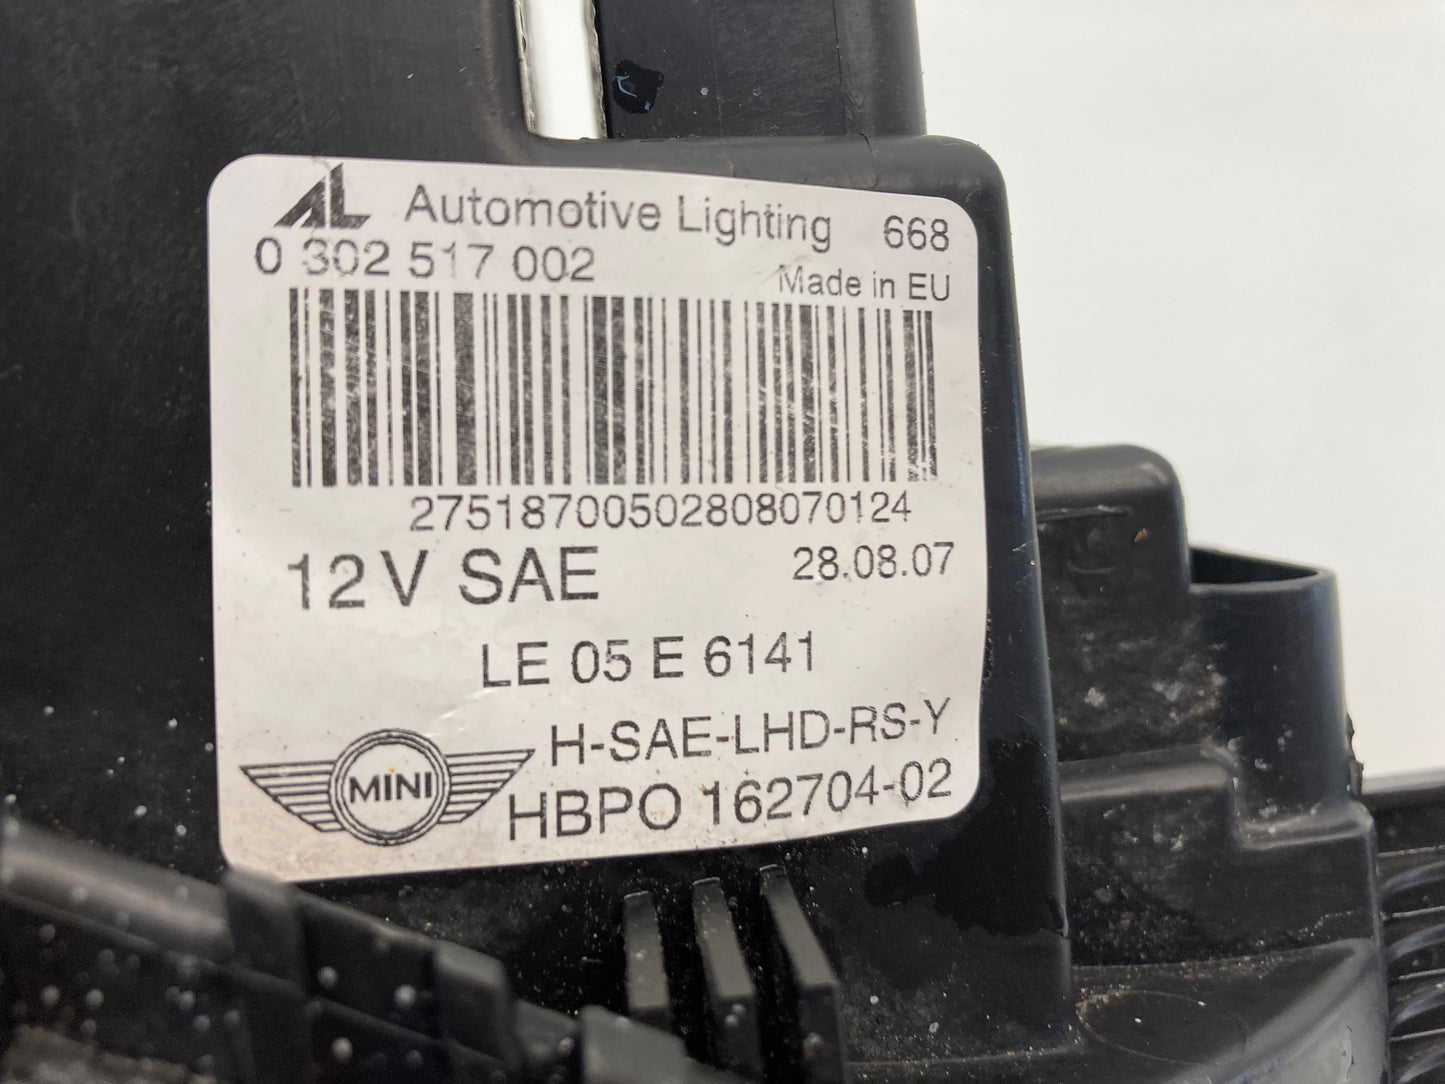 AL Automotive Lighting 668
0 302 517 002
Made in EU
27518700502808070124
12V SAE 28.08.07
LE 05 E 6141
H-SAE-LHD-RS-Y
MINI
HBPO 162704-02